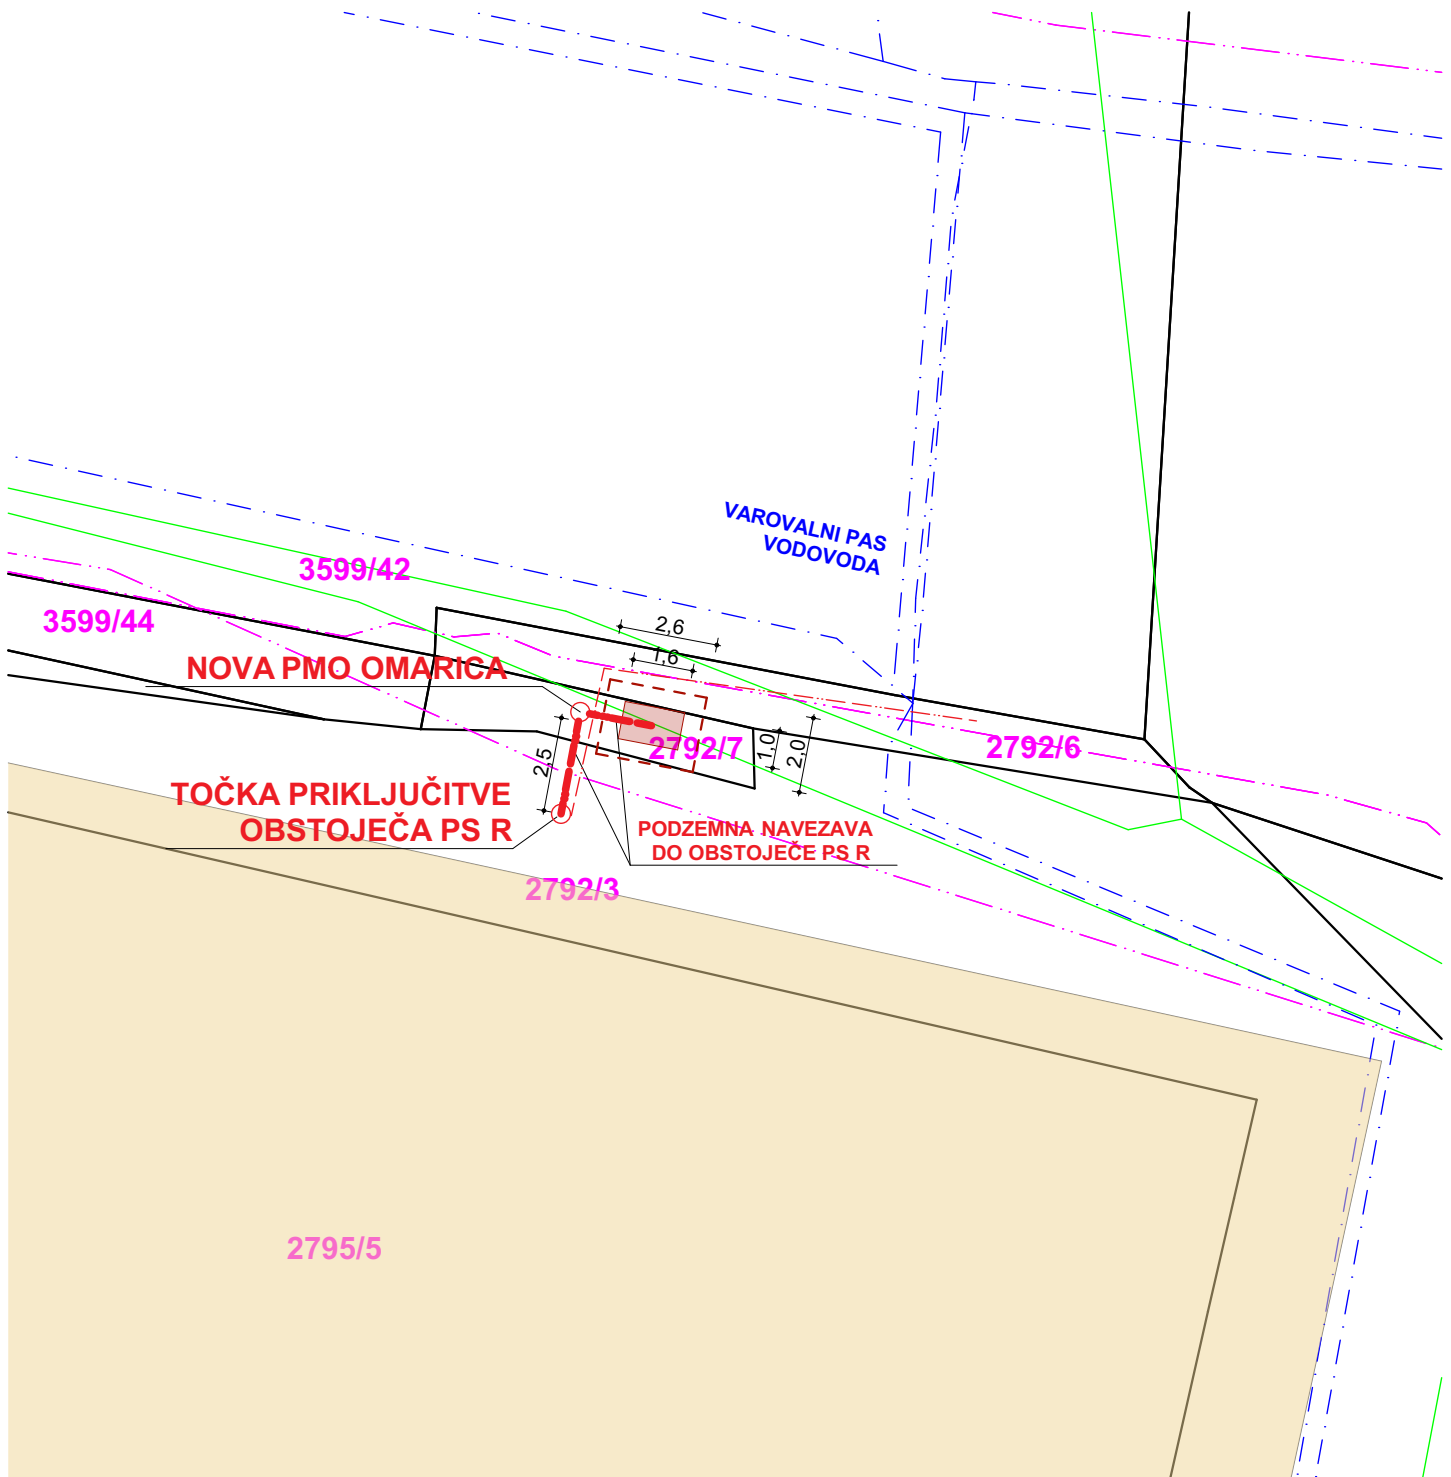 VAROVALNI PAS
VODOVODA
3599/42
3599/44
2,6
1,6
NOVA PMO OMARICA
2792/7
1,0
2,0
2792/6
2,5
TOČKA PRIKLJUČITVE
OBSTOJEČA PS R
PODZEMNA NAVEZAVA
DO OBSTOJEČE PS R
2792/3
2795/5